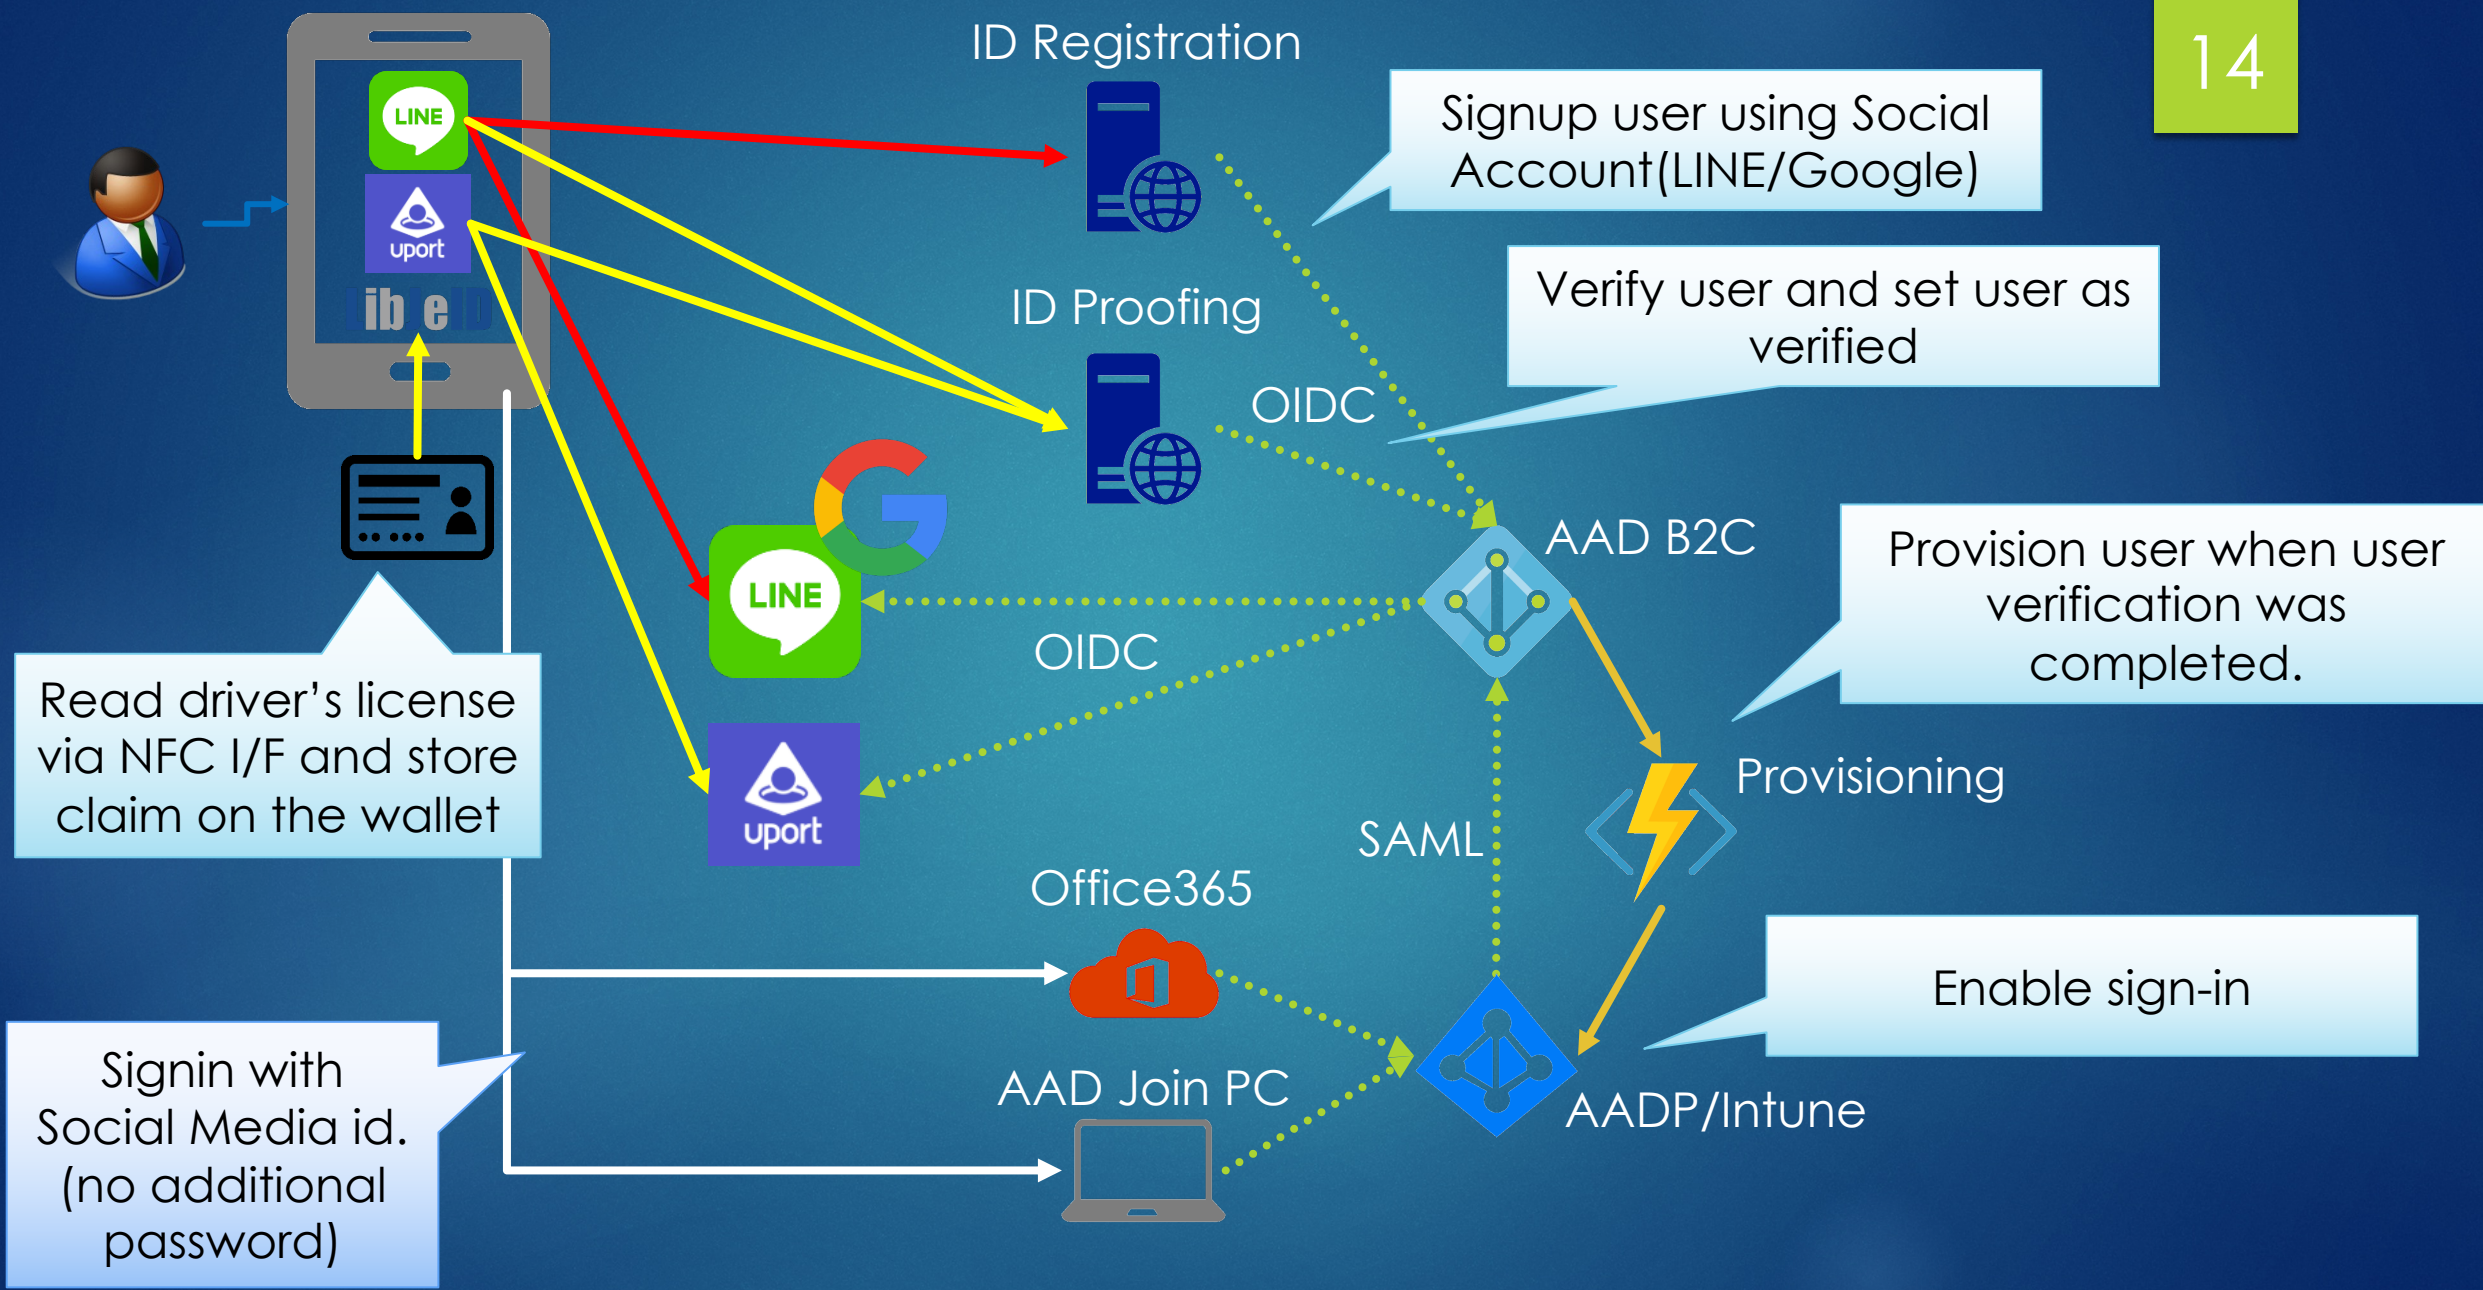 14
ID Registration
LINE
Signup user using Social
Account(LINE/Google)
uport
LibJeID
ID Proofing
Verify user and set user as
verified
OIDC
AAD B2C
Provision user when user
verification was
completed.
LINE
OIDC
Read driver's license
via NFC I/F and store
claim on the wallet
uport
Provisioning
SAML
Office365
Enable sign-in
Signin with
Social Media id.
(no additional
password)
AAD Join PC
AADP/Intune